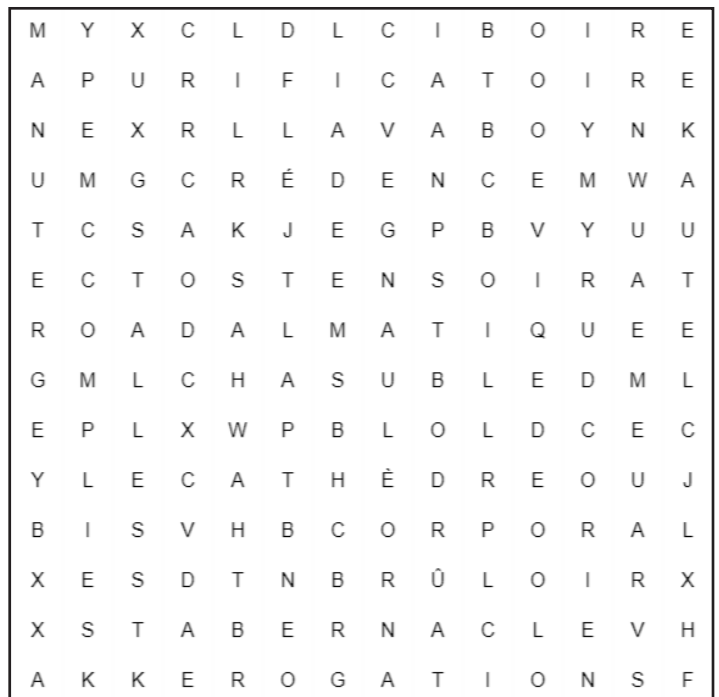 M Y X C L D L C I B O I R E
A P U R I F I C A T O I R E
N E X R L L A V A B O Y N K
U M G C R É D E N C E M W A
T C S A K J E G P B V Y U U
E C T O S T E N S O I R A T
R O A D A L M A T I Q U E E
G M L C H A S U B L E D M L
E P L X W P B L O L D C E C
Y L E C A T H È D R E O U J
B I S V H B C O R P O R A L
X E S D T N B R Û L O I R X
X S T A B E R N A C L E V H
A K K E R O G A T I O N S F